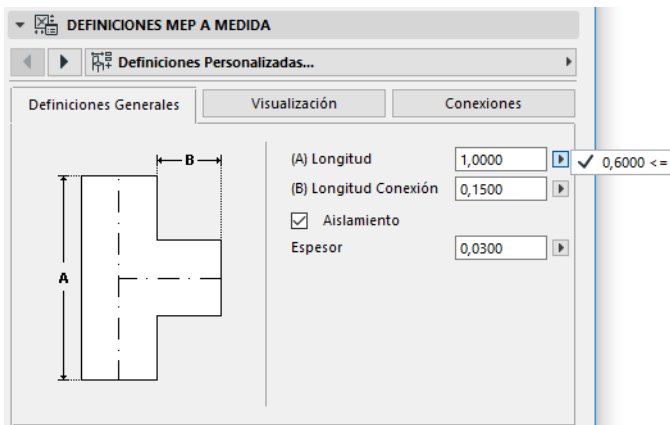 DEFINICIONES MEP A MEDIDA
Definiciones Personalizadas...
Definiciones Generales
Visualización
Conexiones
B
A
(A) Longitud 1,0000 0,6000 <=
(B) Longitud Conexión 0,1500
Aislamiento
Espesor 0,0300